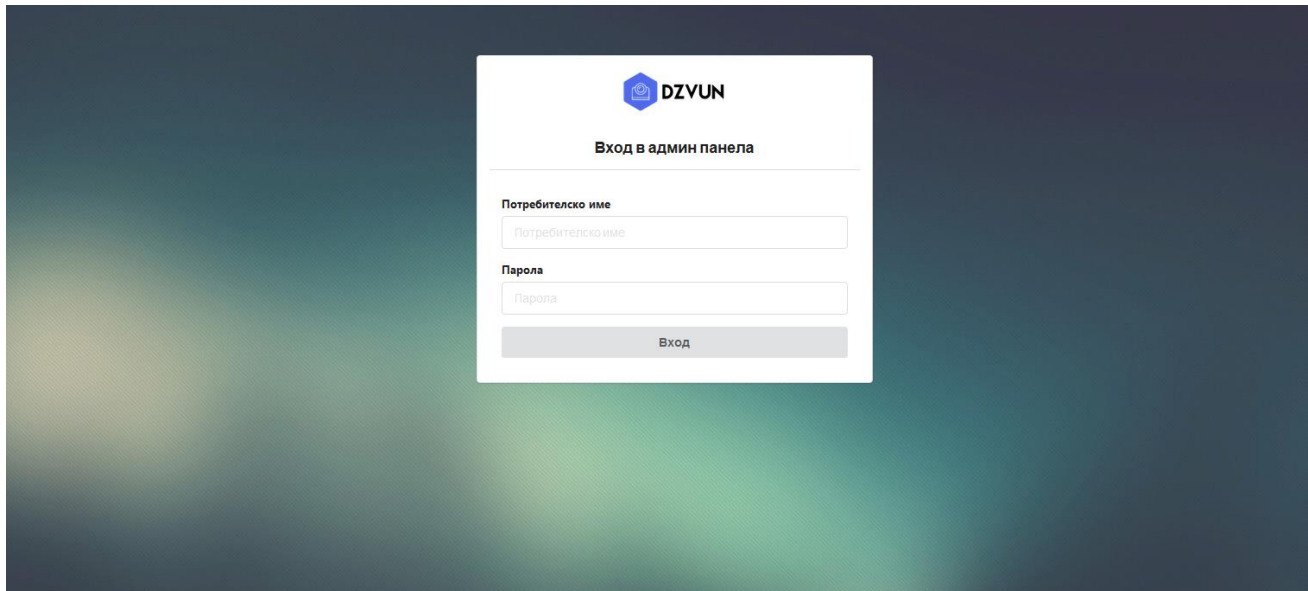 DZVUN
Вход в админ панела
Потребителско име
Потребителско име
Парола
Парола
Вход